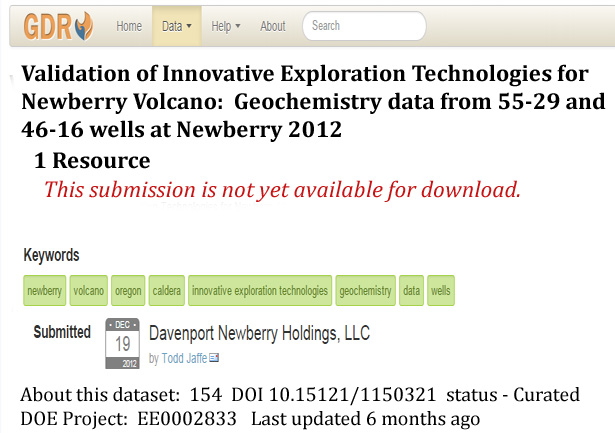 GDR Home Data Help About Search
Validation of Innovative Exploration Technologies for
Newberry Volcano: Geochemistry data from 55-29 and
46-16 wells at Newberry 2012
1 Resource
This submission is not yet available for download.
Keywords
newberry volcano oregon caldera innovative exploration technologies geochemistry data wells
Submitted
DEC
19
2012
Davenport Newberry Holdings, LLC
by Todd Jaffe
About this dataset: 154 DOI 10.15121/1150321 status - Curated
DOE Project: EE0002833 Last updated 6 months ago